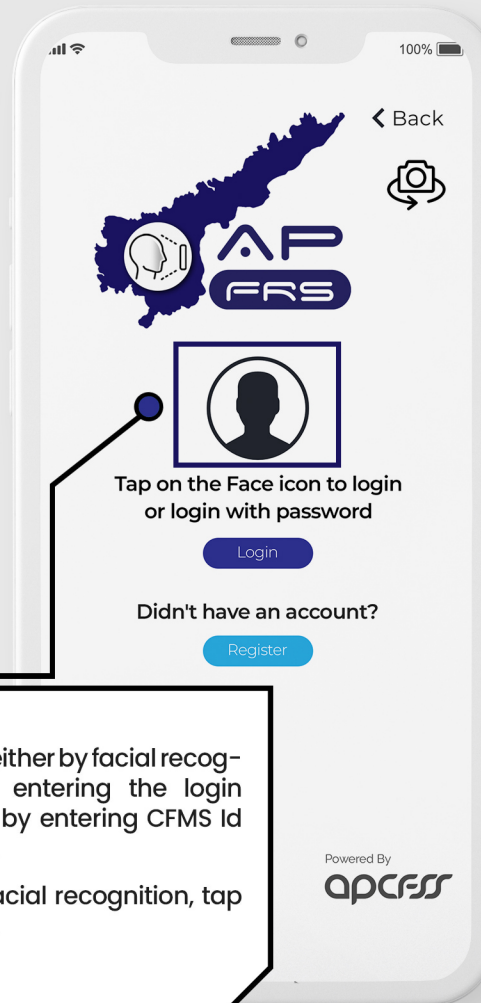 100%
Back
AP
FRS
Tap on the Face icon to login
or login with password
Login
Didn't have an account?
Register
either by facial recog-
entering the login
by entering CFMS Id
acial recognition, tap
Powered By
apcfss